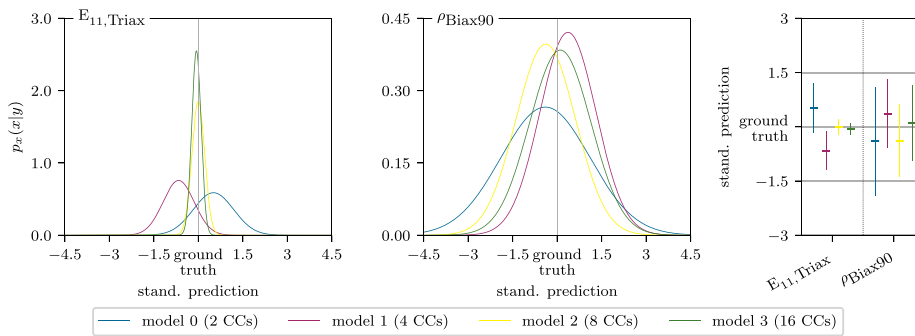 E11,Triax
3.0
2.0
1.0
0.0
px(x|y)
-4.5 -3 -1.5 ground 1.5 3 4.5
truth
stand. prediction
ρBiax90
0.45
0.30
0.15
0.00
-4.5 -3 -1.5 ground 1.5 3 4.5
truth
stand. prediction
3
1.5
ground
truth
-1.5
-3
stand. prediction
E11,Triax
ρBiax90
model 0 (2 CCs) model 1 (4 CCs) model 2 (8 CCs) model 3 (16 CCs)